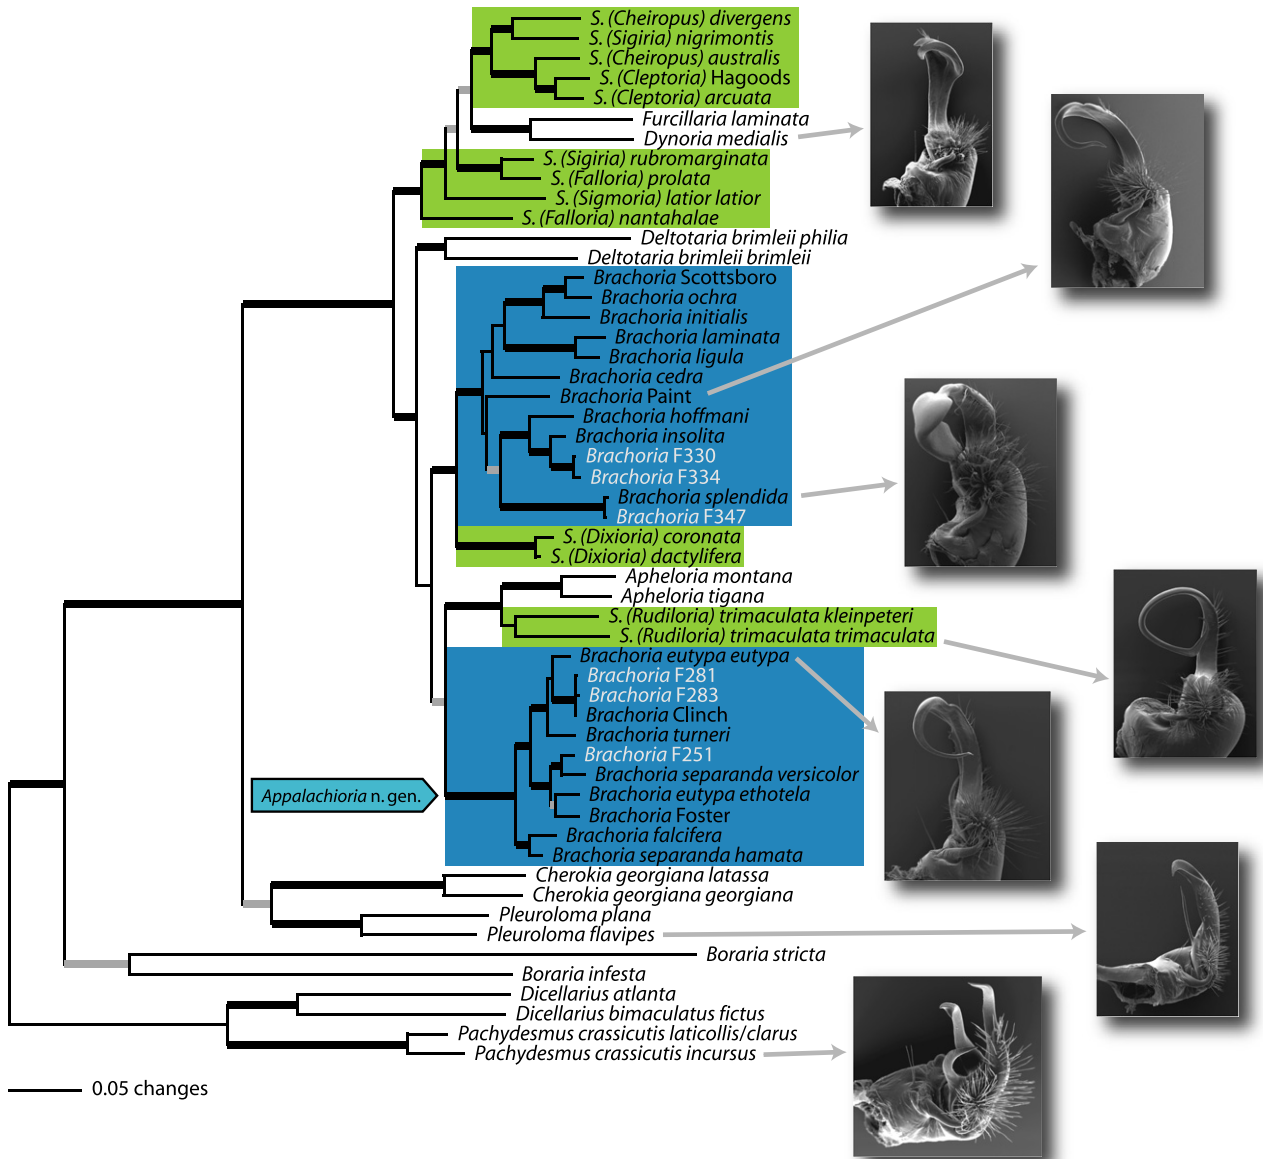 S. (Cheiropus) divergens
S. (Sigiria) nigrimontis
S. (Cheiropus) australis
S. (Cleptoria) Hagoods
S. (Cleptoria) arcuata
Furcillaria laminata
Dynoria medialis
S. (Sigiria) rubromarginata
S. (Falloria) prolata
S. (Sigmoria) latior latior
S. (Falloria) nantahalae
Deltotaria brimleii philia
Deltotaria brimleii brimleii
Brachoria Scottsboro
Brachoria ochra
Brachoria initialis
Brachoria laminata
Brachoria ligula
Brachoria cedra
Brachoria Paint
Brachoria hoffmani
Brachoria insolita
Brachoria F330
Brachoria F334
Brachoria splendida
Brachoria F347
S. (Dixioria) coronata
S. (Dixioria) dactylifera
Apheloria montana
Apheloria tigana
S. (Rudiloria) trimaculata kleinpeteri
S. (Rudiloria) trimaculata trimaculata
Brachoria eutypa eutypa
Brachoria F281
Brachoria F283
Brachoria Clinch
Brachoria turneri
Brachoria F251
Brachoria separanda versicolor
Appalachioria n. gen.
Brachoria eutypa ethotela
Brachoria Foster
Brachoria falcifera
Brachoria separanda hamata
Cherokia georgiana latassa
Cherokia georgiana georgiana
Pleuroloma plana
Pleuroloma flavipes
Boraria stricta
Boraria infesta
Dicellarius atlanta
Dicellarius bimaculatus fictus
Pachydesmus crassicutis laticollis/clarus
Pachydesmus crassicutis incursus
0.05 changes